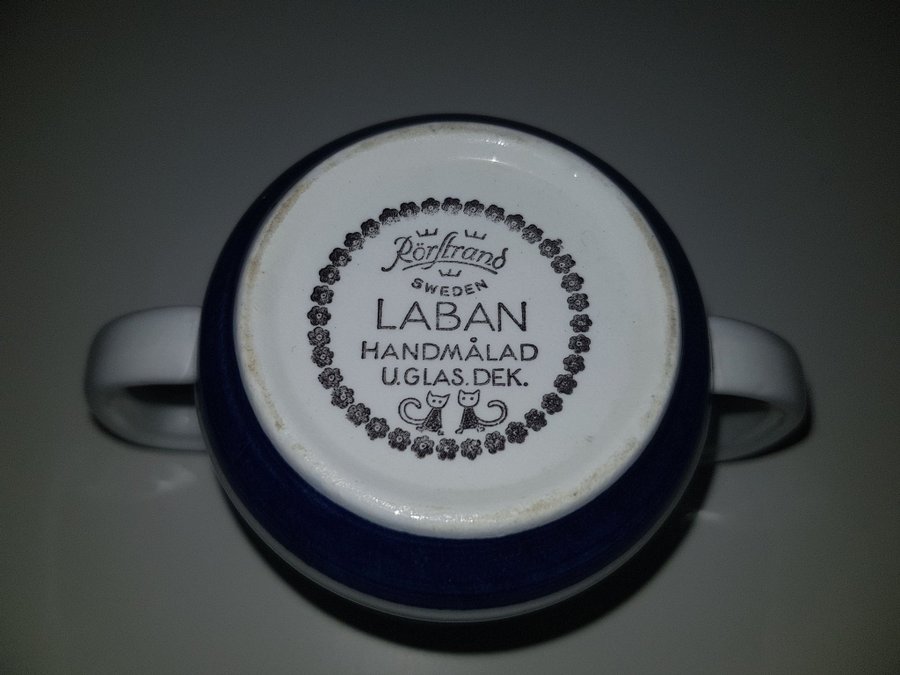 Rörstrand
SWEDEN
LABAN
HANDMÅLAD
U.GLAS.DEK.